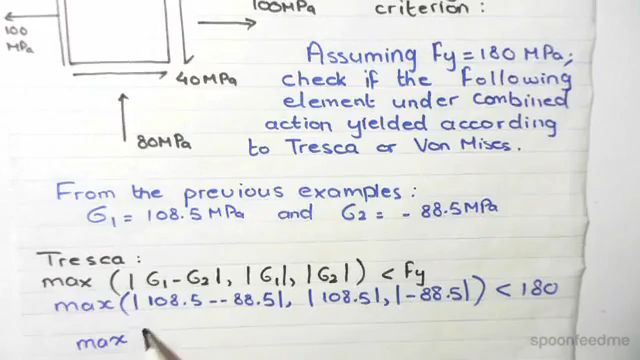 100MPa
criterion:
100
MPa
40MPa
80MPa
Assuming Fy = 180 MPa;
check if the following
element under combined
action yielded according
to Tresca or Von Mises.
From the previous examples:
G1 = 108.5 MPa and G2 = - 88.5MPa
Tresca:
max (|G1-G2|, |G1|, |G2|) < Fy
max(|108.5--88.5|, |108.5|, |-88.5|) < 180
max
spoonfeedme